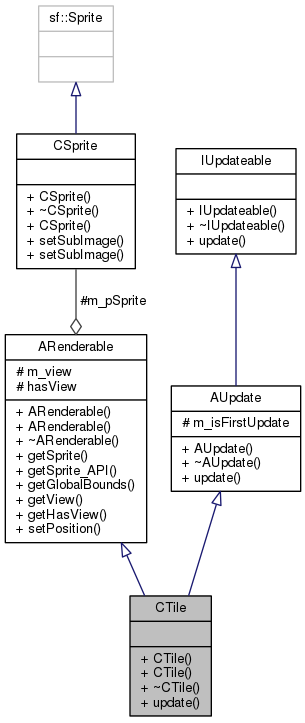 sf::Sprite
CSprite
+ CSprite()
+ ~CSprite()
+ CSprite()
+ setSubImage()
+ setSubImage()
IUpdateable
+ IUpdateable()
+ ~IUpdateable()
+ update()
#m_pSprite
ARenderable
# m_view
# hasView
+ ARenderable()
+ ARenderable()
+ ~ARenderable()
+ getSprite()
+ getSprite_API()
+ getGlobalBounds()
+ getView()
+ getHasView()
+ setPosition()
AUpdate
# m_isFirstUpdate
+ AUpdate()
+ ~AUpdate()
+ update()
CTile
+ CTile()
+ CTile()
+ ~CTile()
+ update()